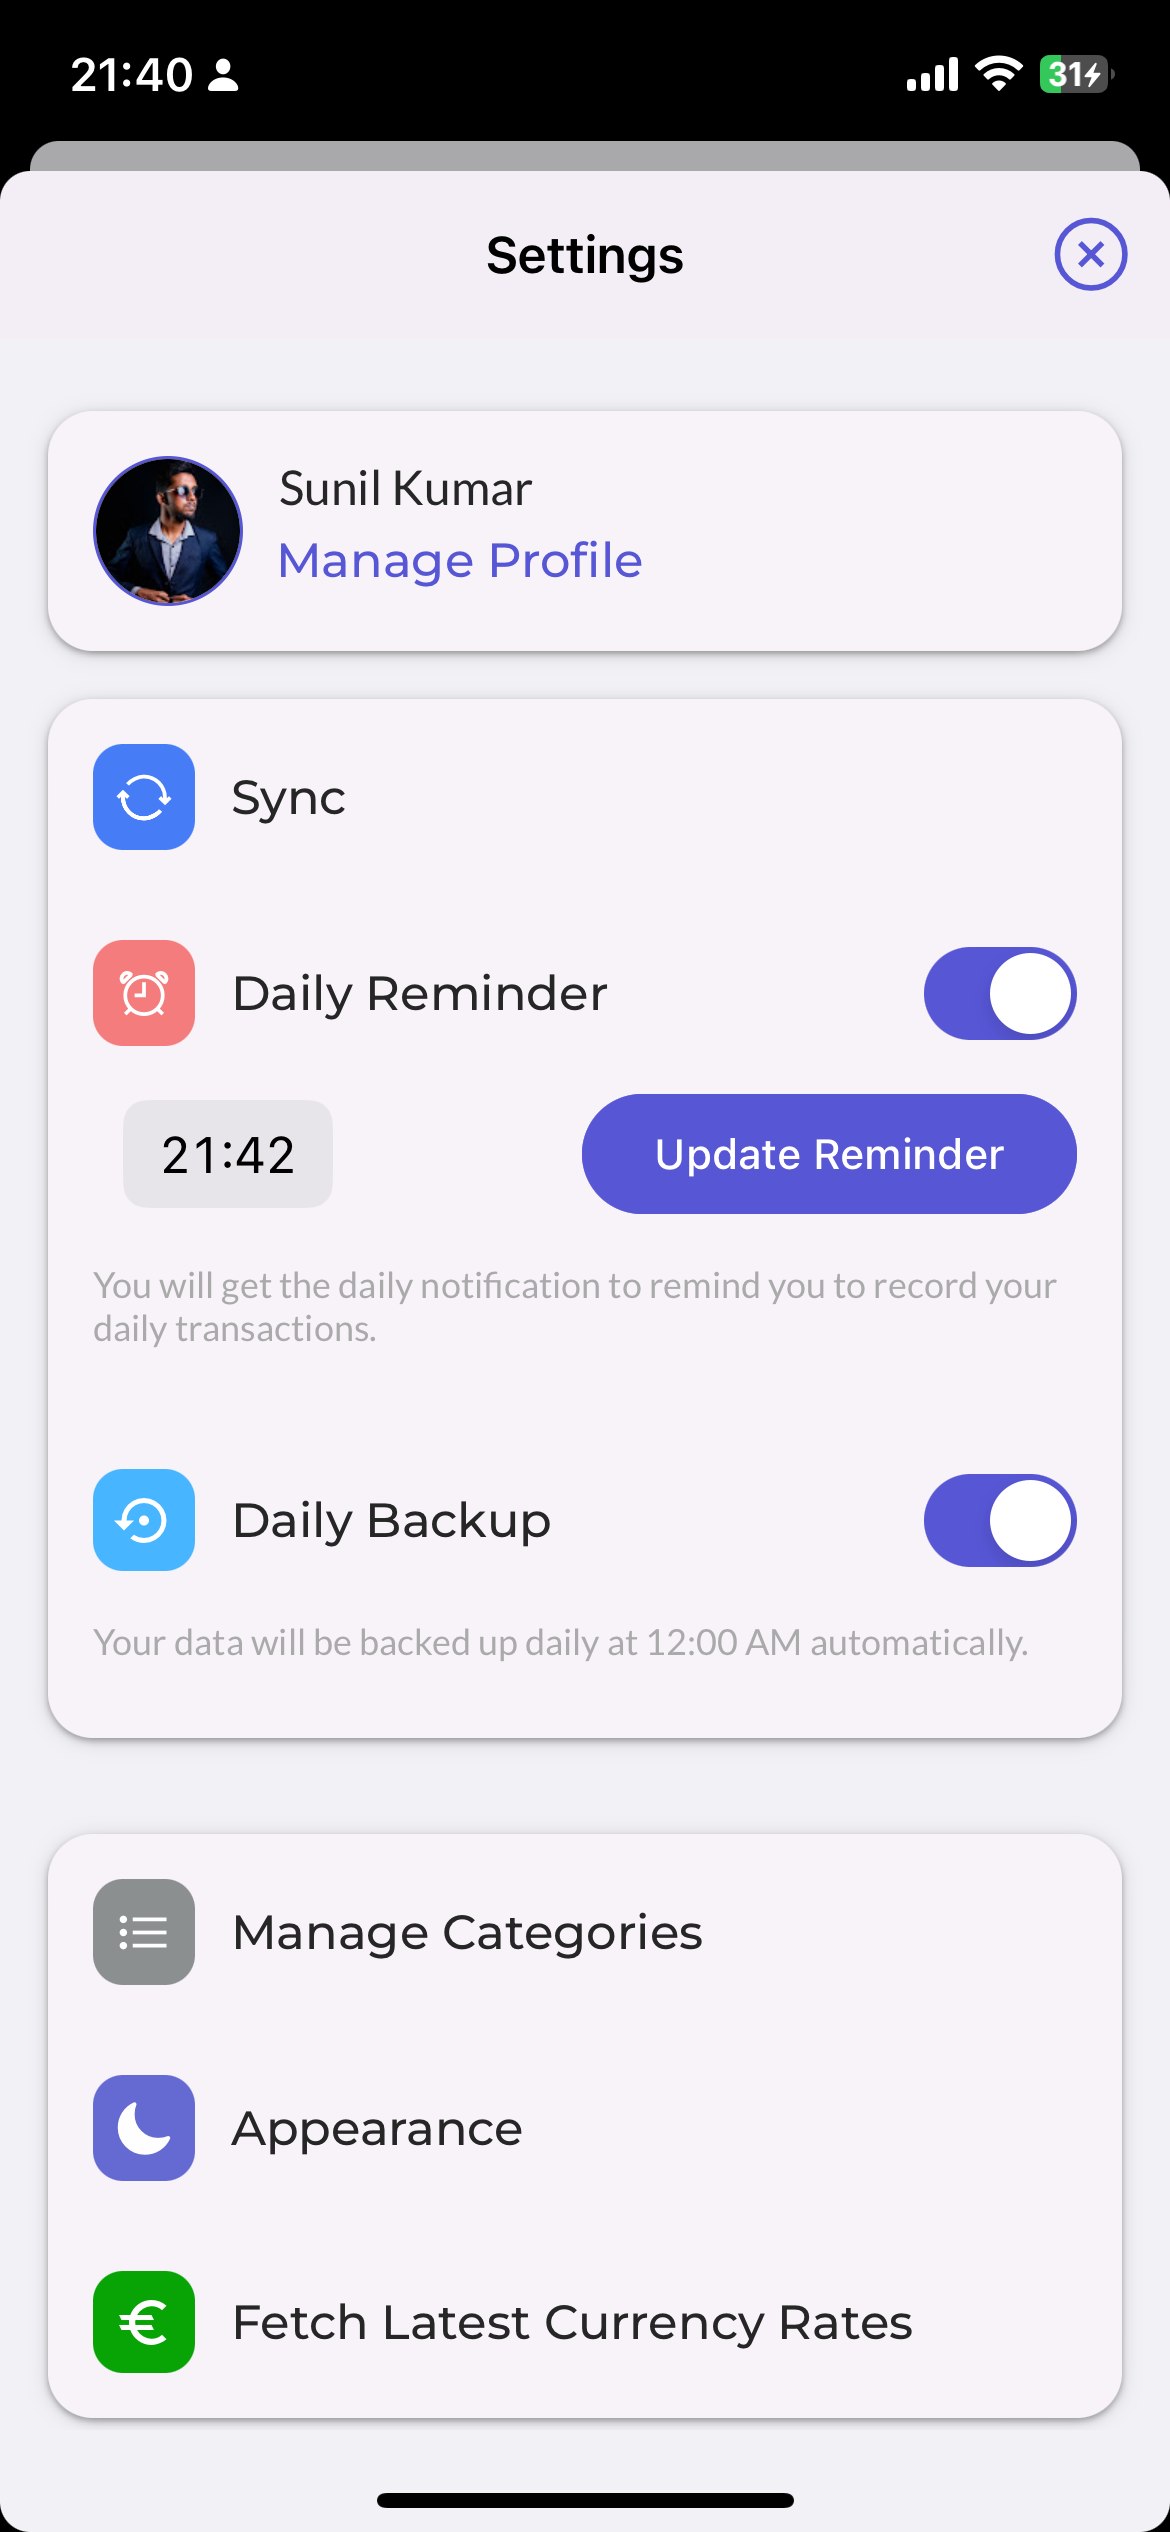 21:40
31
Settings
Sunil Kumar
Manage Profile
Sync
Daily Reminder
21:42
Update Reminder
You will get the daily notification to remind you to record your
daily transactions.
Daily Backup
Your data will be backed up daily at 12:00 AM automatically.
Manage Categories
Appearance
Fetch Latest Currency Rates